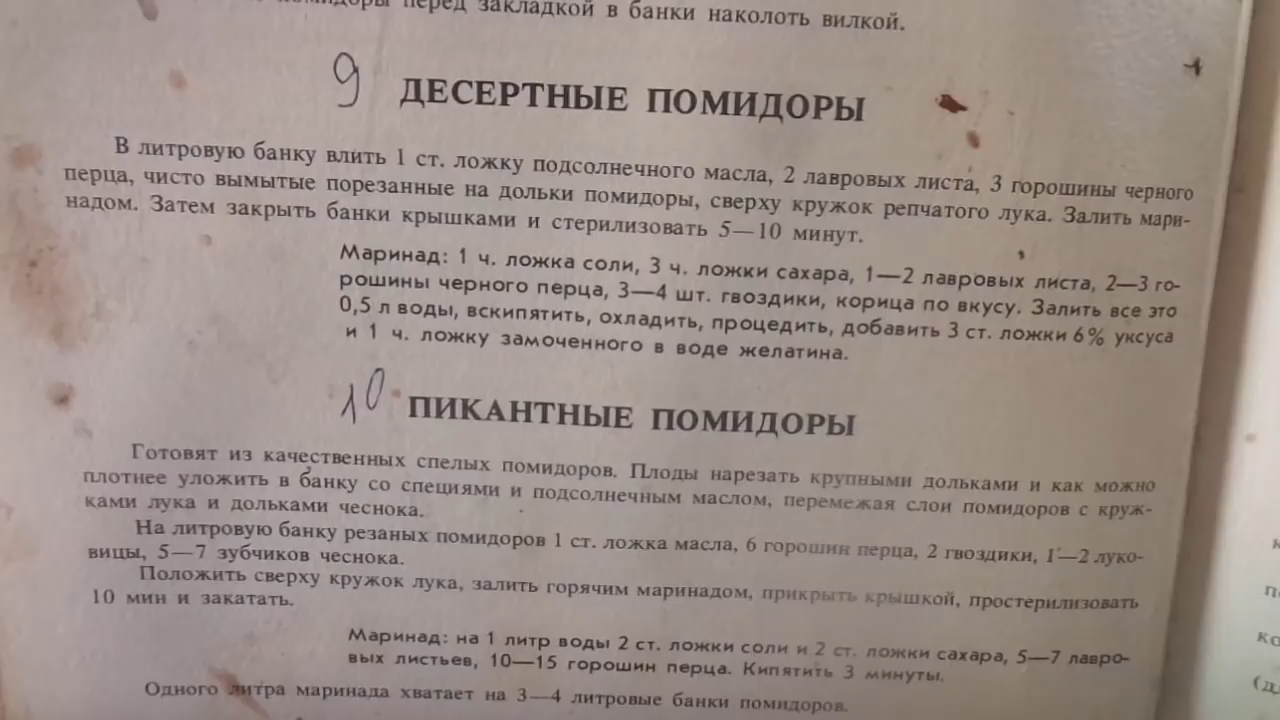 помидоры перед закладкой в банки наколоть вилкой.
9 ДЕСЕРТНЫЕ ПОМИДОРЫ
В литровую банку влить 1 ст. ложку подсолнечного масла, 2 лавровых листа, 3 горошины черного
перца, чисто вымытые порезанные на дольки помидоры, сверху кружок репчатого лука. Залить мари-
надом. Затем закрыть банки крышками и стерилизовать 5—10 минут.
Маринад: 1 ч. ложка соли, 3 ч. ложки сахара, 1—2 лавровых листа, 2—3 го-
рошины черного перца, 3—4 шт. гвоздики, корица по вкусу. Залить все это
0,5 л воды, вскипятить, охладить, процедить, добавить 3 ст. ложки 6% уксуса
и 1 ч. ложку замоченного в воде желатина.
10 ПИКАНТНЫЕ ПОМИДОРЫ
Готовят из качественных спелых помидоров. Плоды нарезать крупными дольками и как можно
плотнее уложить в банку со специями и подсолнечным маслом, перемежая слои помидоров с круж-
ками лука и дольками чеснока.
На литровую банку резаных помидоров 1 ст. ложка масла, 6 горошин перца, 2 гвоздики, 1—2 луко-
вицы, 5—7 зубчиков чеснока.
Положить сверху кружок лука, залить горячим маринадом, прикрыть крышкой, простерилизовать
10 мин и закатать.
Маринад: на 1 литр воды 2 ст. ложки соли и 2 ст. ложки сахара, 5—7 лавро-
вых листьев, 10—15 горошин перца. Кипятить 3 минуты.
Одного литра маринада хватает на 3—4 литровые банки помидоров.